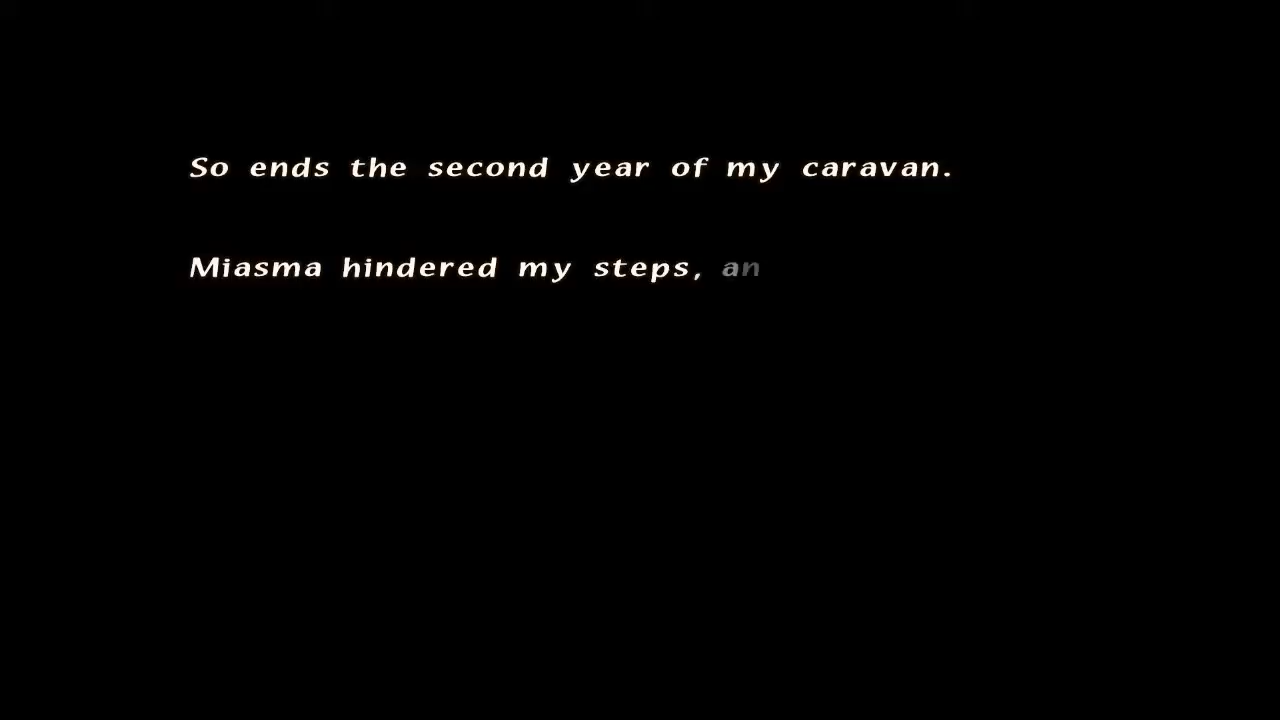 So ends the second year of my caravan.
Miasma hindered my steps, an